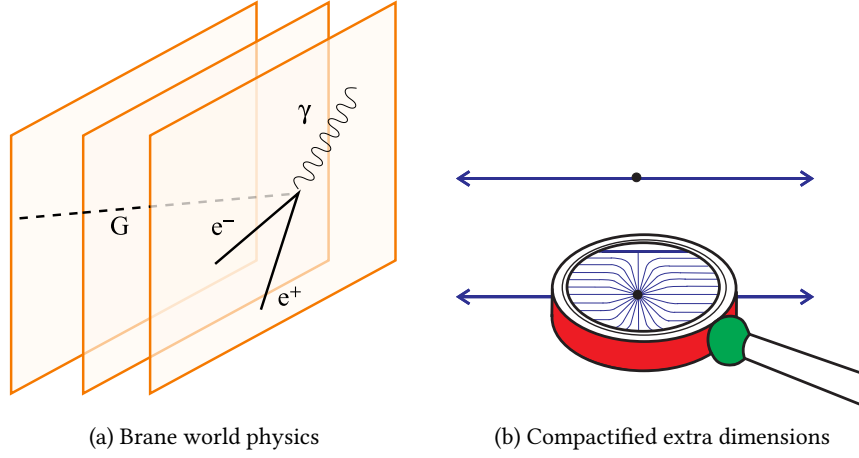 γ
G
e⁻
e⁺
(a) Brane world physics
(b) Compactified extra dimensions